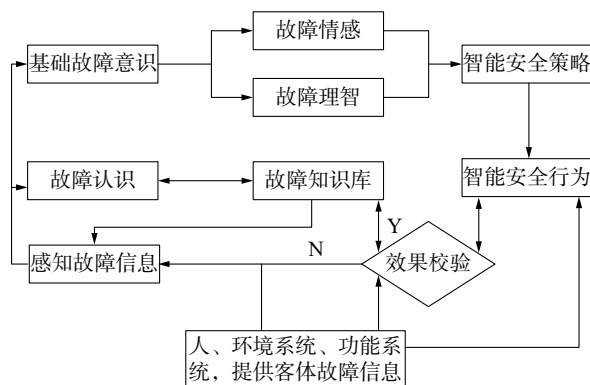 故障情感
基础故障意识
智能安全策略
故障理智
故障认识
故障知识库
智能安全行为
Y
N
感知故障信息
效果校验
人、环境系统、功能系
统，提供客体故障信息